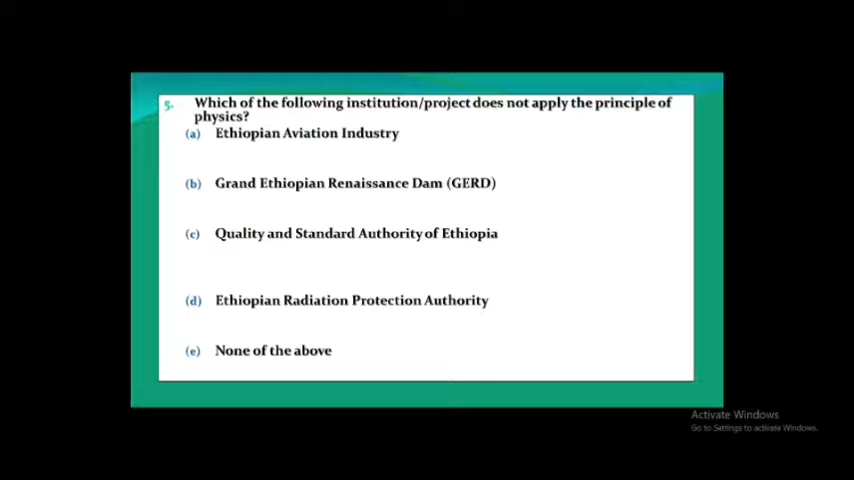 5. Which of the following institution/project does not apply the principle of
physics?
(a) Ethiopian Aviation Industry
(b) Grand Ethiopian Renaissance Dam (GERD)
(c) Quality and Standard Authority of Ethiopia
(d) Ethiopian Radiation Protection Authority
(e) None of the above
Activate Windows
Go to Settings to activate Windows.